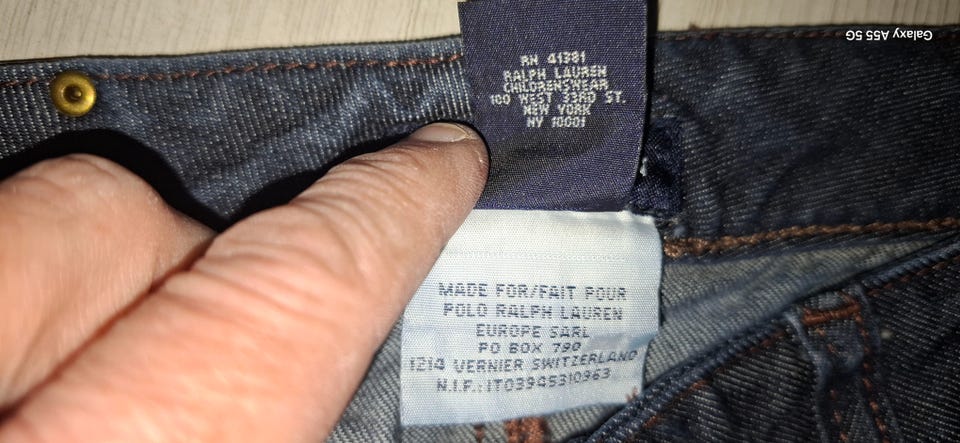 Galaxy A55 5G
RN 41381
RALPH LAUREN
CHILDRENSWEAR
100 WEST 33RD ST.
NEW YORK
NY 10001
MADE FOR/FAIT POUR
POLO RALPH LAUREN
EUROPE SARL
PO BOX 790
1214 VERNIER SWITZERLAND
N.I.F.:IT03945310963